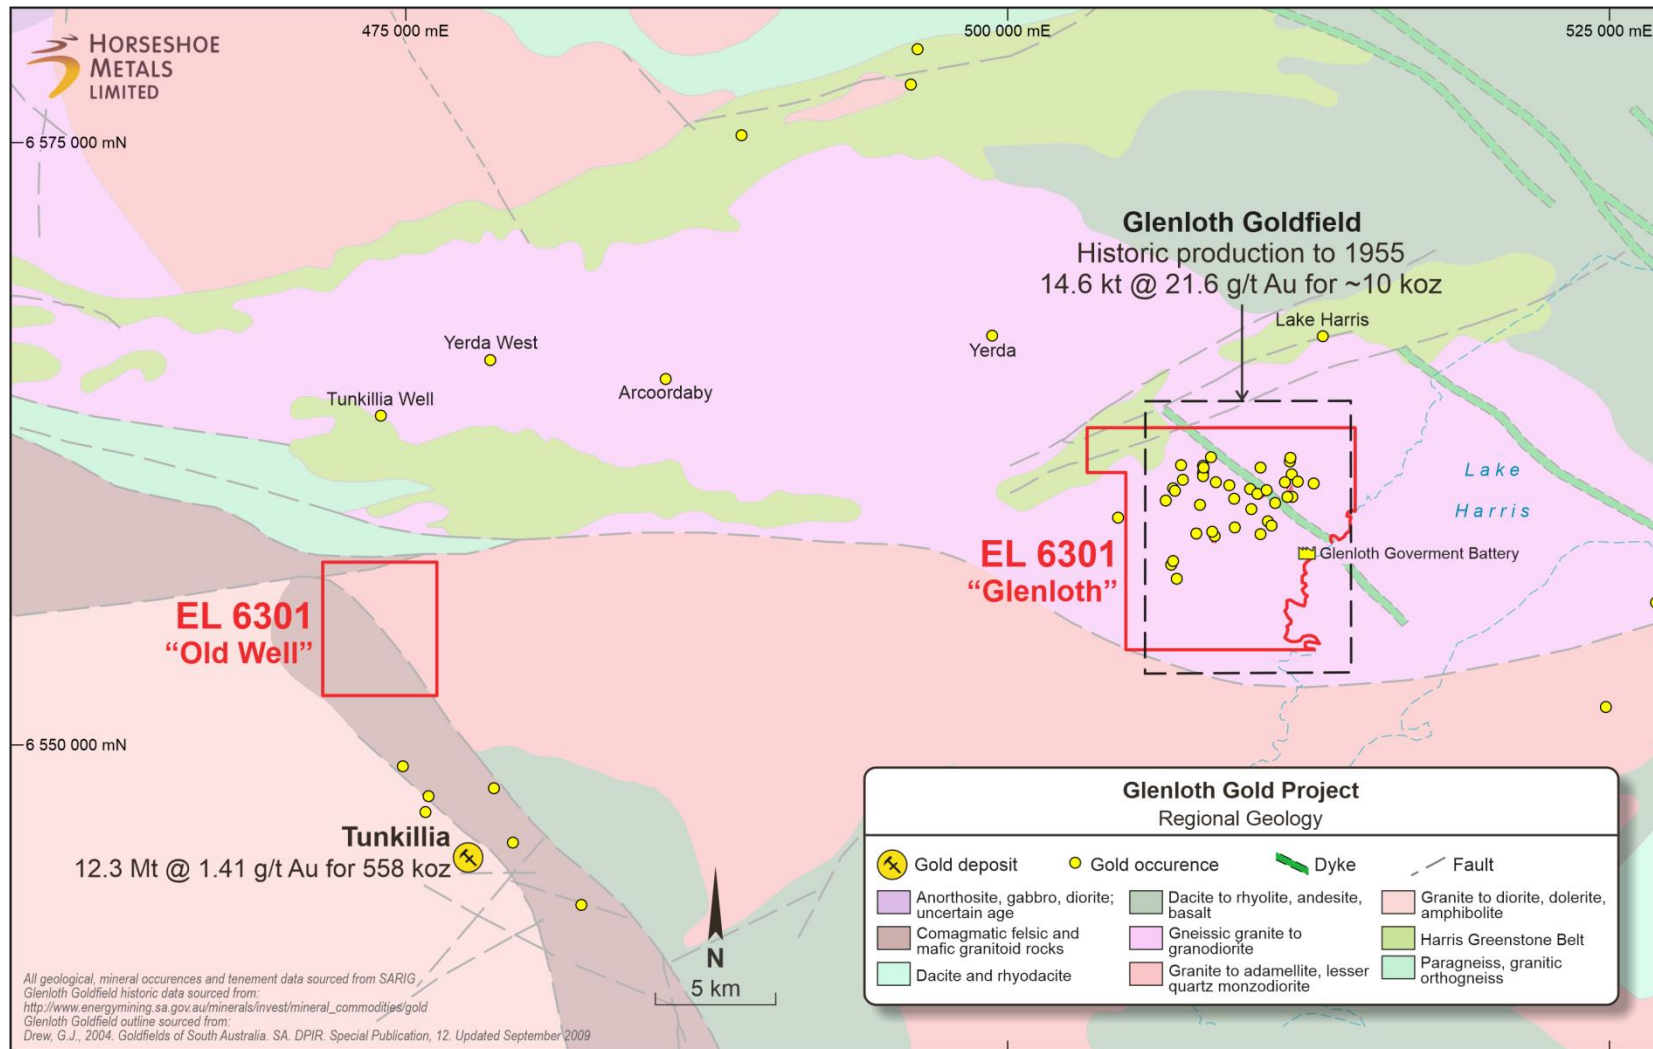 HORSESHOE
METALS
LIMITED
475 000 mE
500 000 mE
525 000 mE
6 575 000 mN
Glenloth Goldfield
Historic production to 1955
14.6 kt @ 21.6 g/t Au for ~10 koz
Lake Harris
Yerda West
Yerda
Arcoordaby
Tunkillia Well
Lake
Harris
EL 6301
“Glenloth”
Glenloth Goverment Battery
EL 6301
“Old Well”
6 550 000 mN
Tunkillia
12.3 Mt @ 1.41 g/t Au for 558 koz
N
5 km
Glenloth Gold Project
Regional Geology
Gold deposit
Gold occurence
Dyke
Fault
Anorthosite, gabbro, diorite;
uncertain age
Dacite to rhyolite, andesite,
basalt
Granite to diorite, dolerite,
amphibolite
Comagmatic felsic and
mafic granitoid rocks
Gneissic granite to
granodiorite
Harris Greenstone Belt
Dacite and rhyodacite
Granite to adamellite, lesser
quartz monzodiorite
Paragneiss, granitic
orthogneiss
All geological, mineral occurences and tenement data sourced from SARIG
Glenloth Goldfield historic data sourced from:
http://www.energymining.sa.gov.au/minerals/invest/mineral_commodities/gold
Glenloth Goldfield outline sourced from:
Drew, G.J., 2004. Goldfields of South Australia. SA. DPIR. Special Publication, 12. Updated September 2009